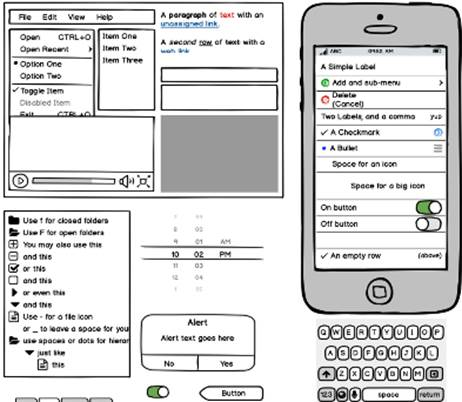 File Edit View Help
Open CTRL+O
Open Recent
Option One
Option Two
Toggle Item
Disabled Item
Exit CTRL+Q
Item One
Item Two
Item Three
A paragraph of text with an
unassigned link.
A second row of text with a
web link
Use f for closed folders
Use F for open folders
You may also use this
and this
or this
and this
or even this
and this
Use - for a file icon
or _ to leave a space for you
use spaces or dots for hierar
just like
this
9 01 AM
10 02 PM
11 03
12 04
Alert
Alert text goes here
No Yes
Button
ABC 09:52 AM
A Simple Label
Add and sub-menu
Delete
(Cancel)
Two Labels, and a comma yup
A Checkmark
A Bullet
Space for an icon
Space for a big icon
On button
Off button
An empty row (above)
Q W E R T Y U I O P
A S D F G H J K L
Z X C V B N M
123 space return